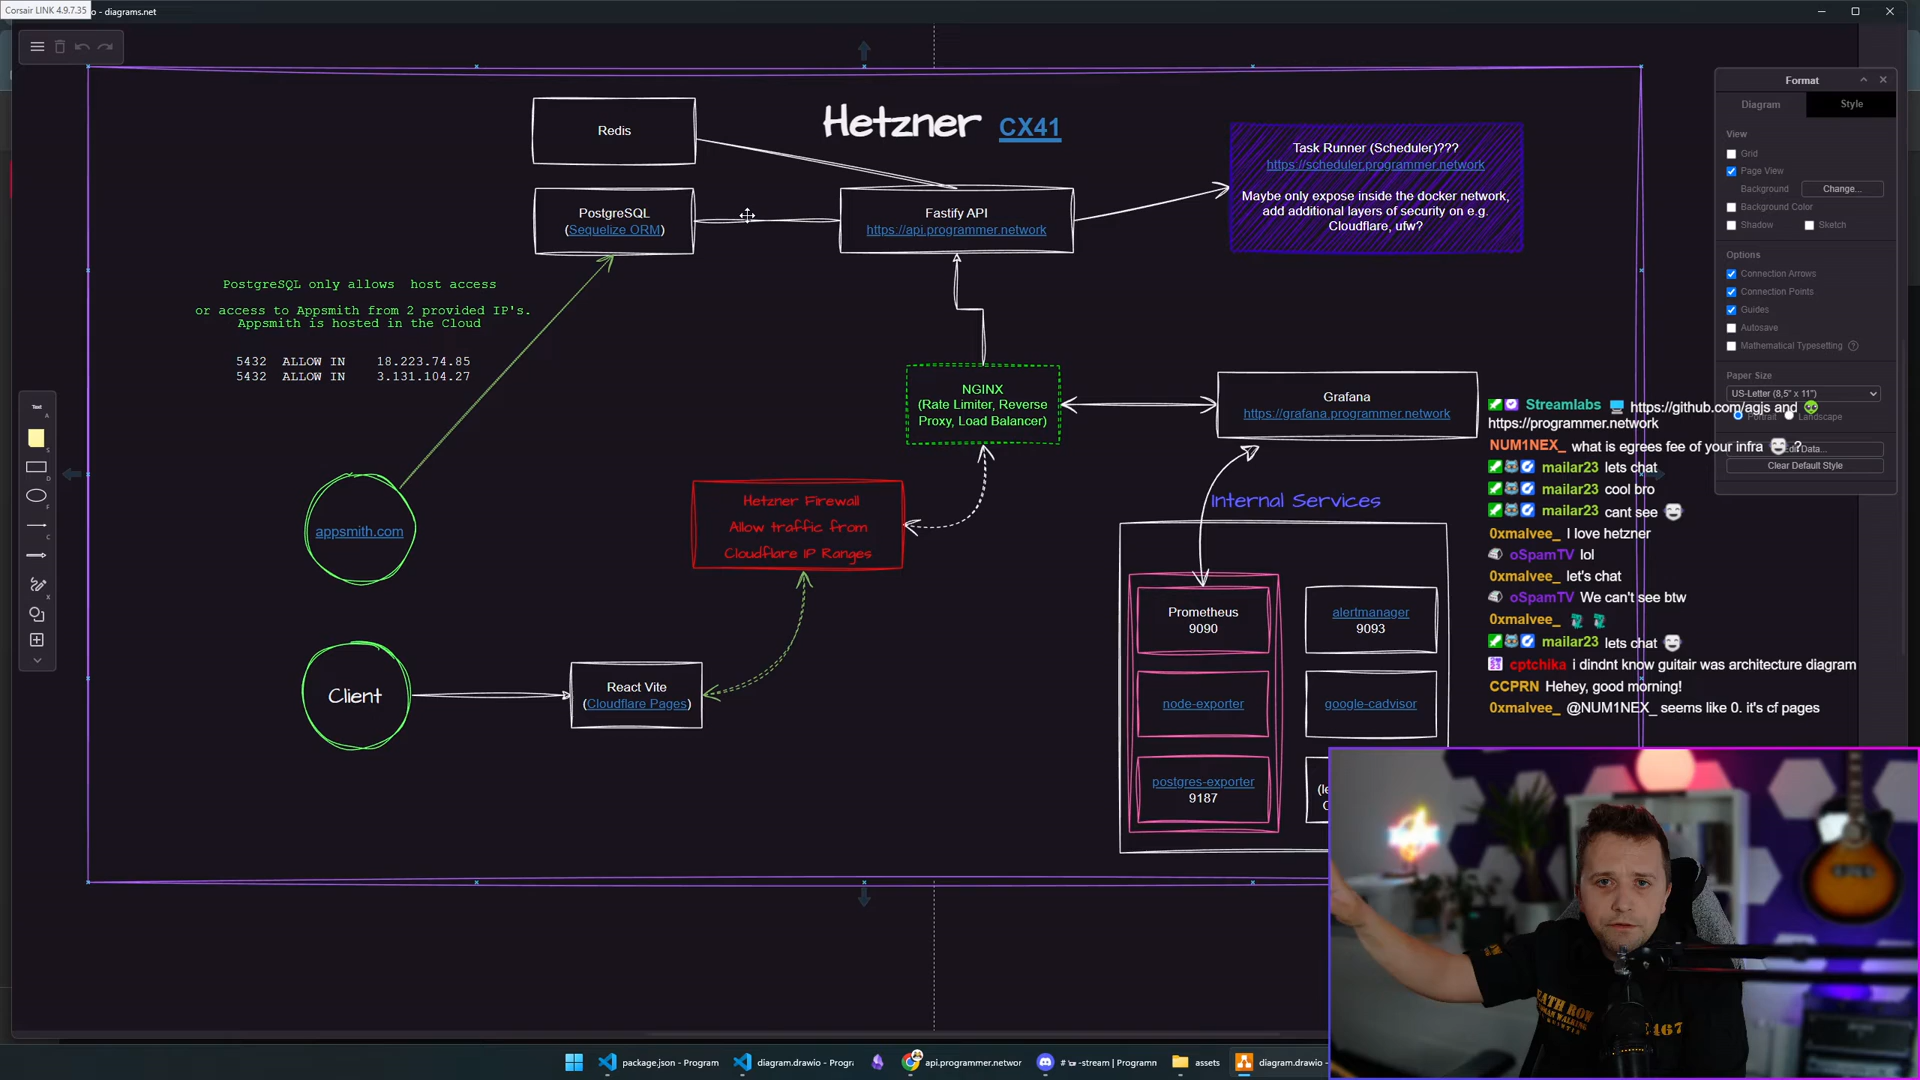 Corsair LINK 4.9.7.35
- diagrams.net
Hetzner CX41
Redis
PostgreSQL
(Sequelize ORM)
Fastify API
https://api.programmer.network
Task Runner (Scheduler)???
https://scheduler.programmer.network
Maybe only expose inside the docker network,
add additional layers of security on e.g.
Cloudflare, ufw?
PostgreSQL only allows host access
or access to Appsmith from 2 provided IP's.
Appsmith is hosted in the Cloud
5432 ALLOW IN 18.223.74.85
5432 ALLOW IN 3.131.104.27
NGINX
(Rate Limiter, Reverse
Proxy, Load Balancer)
Grafana
https://grafana.programmer.network
Hetzner Firewall
Allow traffic from
Cloudflare IP Ranges
appsmith.com
Client
React Vite
(Cloudflare Pages)
Internal Services
Prometheus
9090
alertmanager
9093
node-exporter
google-cadvisor
postgres-exporter
9187
Text
Format
Diagram
Style
View
Grid
Page View
Background
Change...
Background Color
Shadow
Sketch
Options
Connection Arrows
Connection Points
Guides
Autosave
Mathematical Typesetting
Paper Size
US-Letter (8,5" x 11")
Landscape
Clear Default Style
Streamlabs https://github.com/agjs and
https://programmer.network
NUM1NEX_ what is egrees fee of your infra ?
mailar23 lets chat
mailar23 cool bro
mailar23 cant see
0xmalvee_ I love hetzner
oSpamTV lol
0xmalvee_ let's chat
oSpamTV We can't see btw
0xmalvee_
mailar23 lets chat
cptchika i dindnt know guitair was architecture diagram
CCPRN Hehey, good morning!
0xmalvee_ @NUM1NEX_ seems like 0. it's cf pages
DEATH ROW
467
package.json - Program
diagram.drawio - Progra
api.programmer.networ
-stream | Programm
assets
diagram.drawio